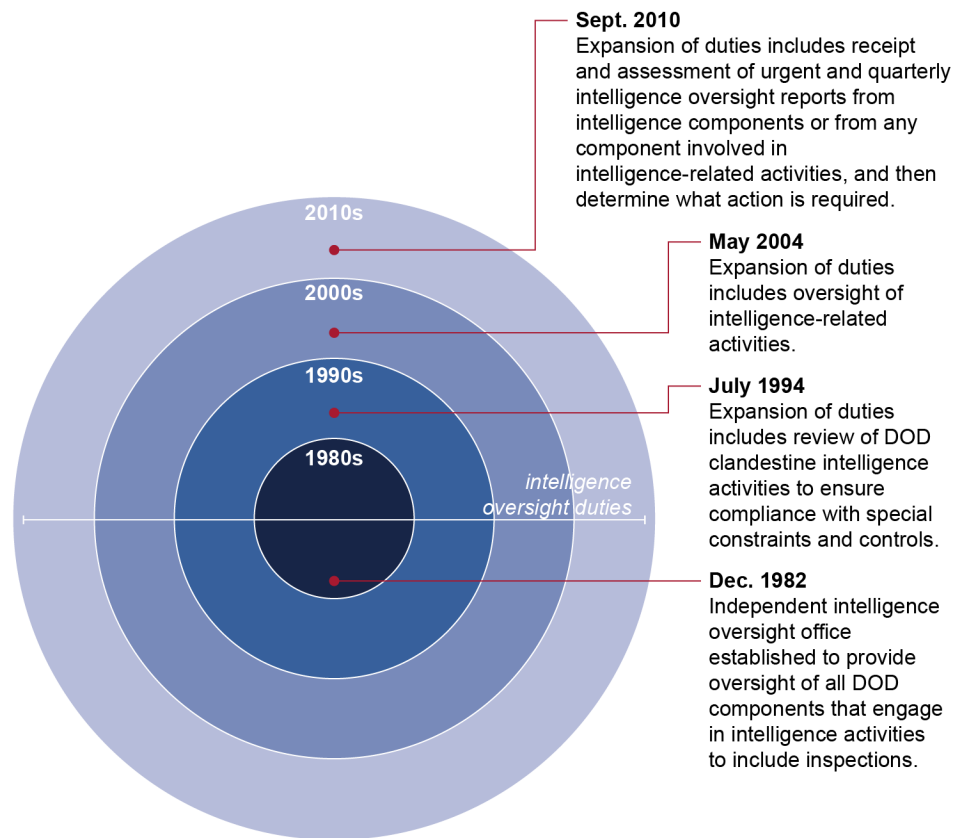 Sept. 2010
Expansion of duties includes receipt
and assessment of urgent and quarterly
intelligence oversight reports from
intelligence components or from any
component involved in
intelligence-related activities, and then
determine what action is required.
2010s
May 2004
Expansion of duties
includes oversight of
intelligence-related
activities.
2000s
July 1994
Expansion of duties
includes review of DOD
clandestine intelligence
activities to ensure
compliance with special
constraints and controls.
1990s
1980s
intelligence
oversight duties
Dec. 1982
Independent intelligence
oversight office
established to provide
oversight of all DOD
components that engage
in intelligence activities
to include inspections.